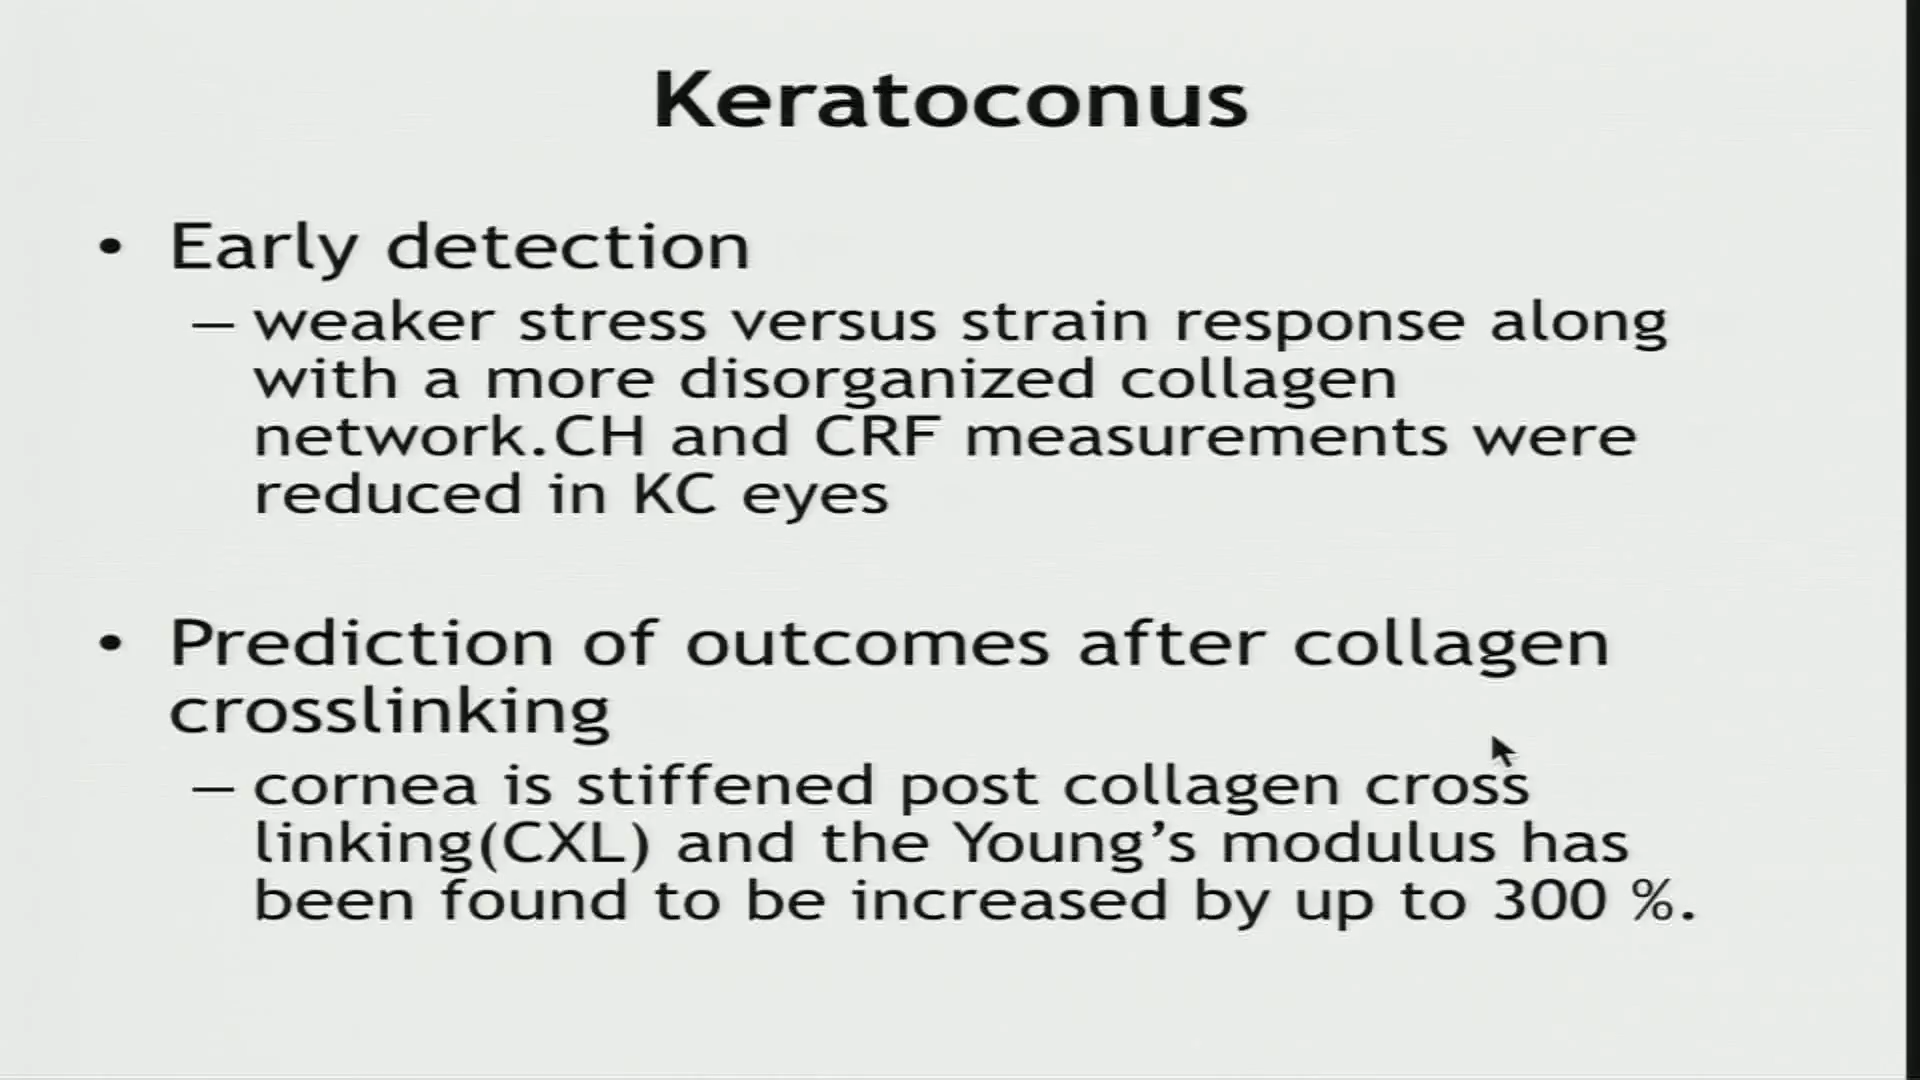 Keratoconus
• Early detection
– weaker stress versus strain response along
with a more disorganized collagen
network.CH and CRF measurements were
reduced in KC eyes
• Prediction of outcomes after collagen
crosslinking
– cornea is stiffened post collagen cross
linking(CXL) and the Young’s modulus has
been found to be increased by up to 300 %.